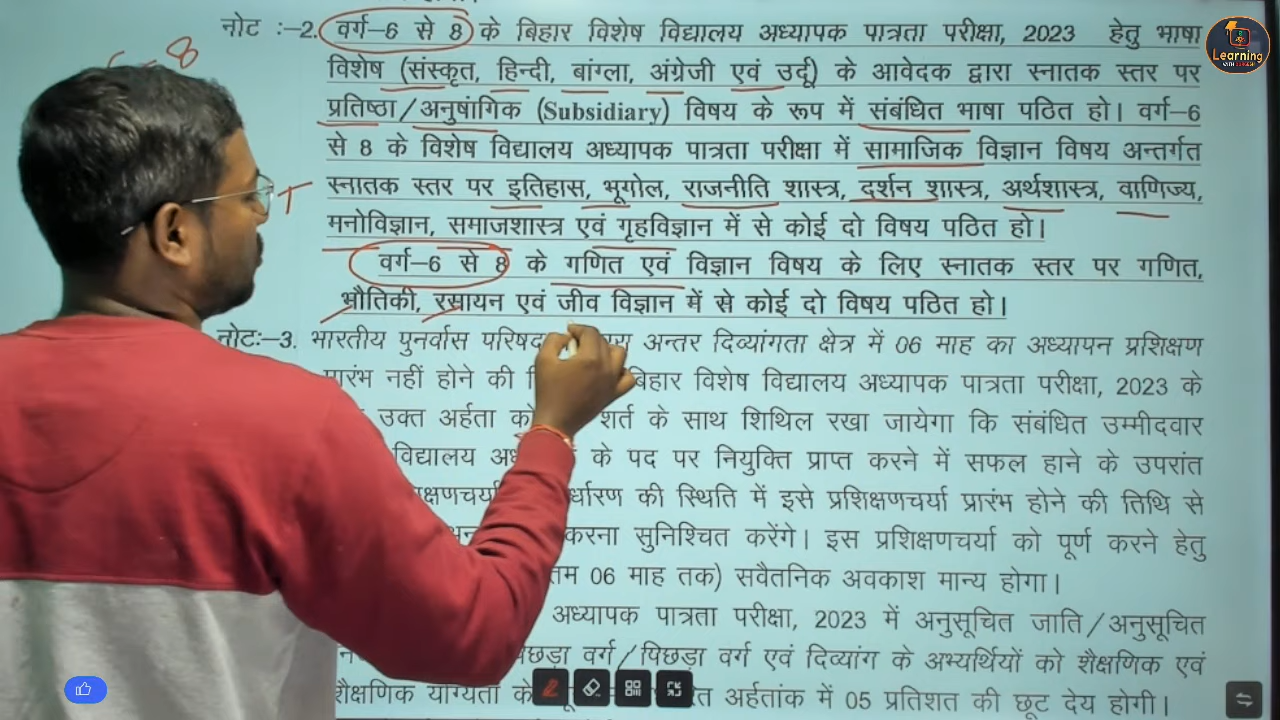 नोट :–2. वर्ग–6 से 8 के बिहार विशेष विद्यालय अध्यापक पात्रता परीक्षा, 2023 हेतु भाषा
विशेष (संस्कृत, हिन्दी, बांग्ला, अंग्रेजी एवं उर्दू) के आवेदक द्वारा स्नातक स्तर पर
प्रतिष्ठा/अनुषांगिक (Subsidiary) विषय के रूप में संबंधित भाषा पठित हो। वर्ग–6
से 8 के विशेष विद्यालय अध्यापक पात्रता परीक्षा में सामाजिक विज्ञान विषय अन्तर्गत
स्नातक स्तर पर इतिहास, भूगोल, राजनीति शास्त्र, दर्शन शास्त्र, अर्थशास्त्र, वाणिज्य,
मनोविज्ञान, समाजशास्त्र एवं गृहविज्ञान में से कोई दो विषय पठित हो।
वर्ग–6 से 8 के गणित एवं विज्ञान विषय के लिए स्नातक स्तर पर गणित,
भौतिकी, रसायन एवं जीव विज्ञान में से कोई दो विषय पठित हो।
नोटः–3. भारतीय पुनर्वास परिषद अन्तर दिव्यांगता क्षेत्र में 06 माह का अध्यापन प्रशिक्षण
प्रारंभ नहीं होने की बिहार विशेष विद्यालय अध्यापक पात्रता परीक्षा, 2023 के
उक्त अर्हता को शर्त के साथ शिथिल रखा जायेगा कि संबंधित उम्मीदवार
विद्यालय के पद पर नियुक्ति प्राप्त करने में सफल हाने के उपरांत
की स्थिति में इसे प्रशिक्षणचर्या प्रारंभ होने की तिथि से
करना सुनिश्चित करेंगे। इस प्रशिक्षणचर्या को पूर्ण करने हेतु
06 माह तक) सवैतनिक अवकाश मान्य होगा।
अध्यापक पात्रता परीक्षा, 2023 में अनुसूचित जाति/अनुसूचित
पिछड़ा वर्ग/पिछड़ा वर्ग एवं दिव्यांग के अभ्यर्थियों को शैक्षणिक एवं
शैक्षणिक योग्यता के अर्हतांक में 05 प्रतिशत की छूट देय होगी।
Learning